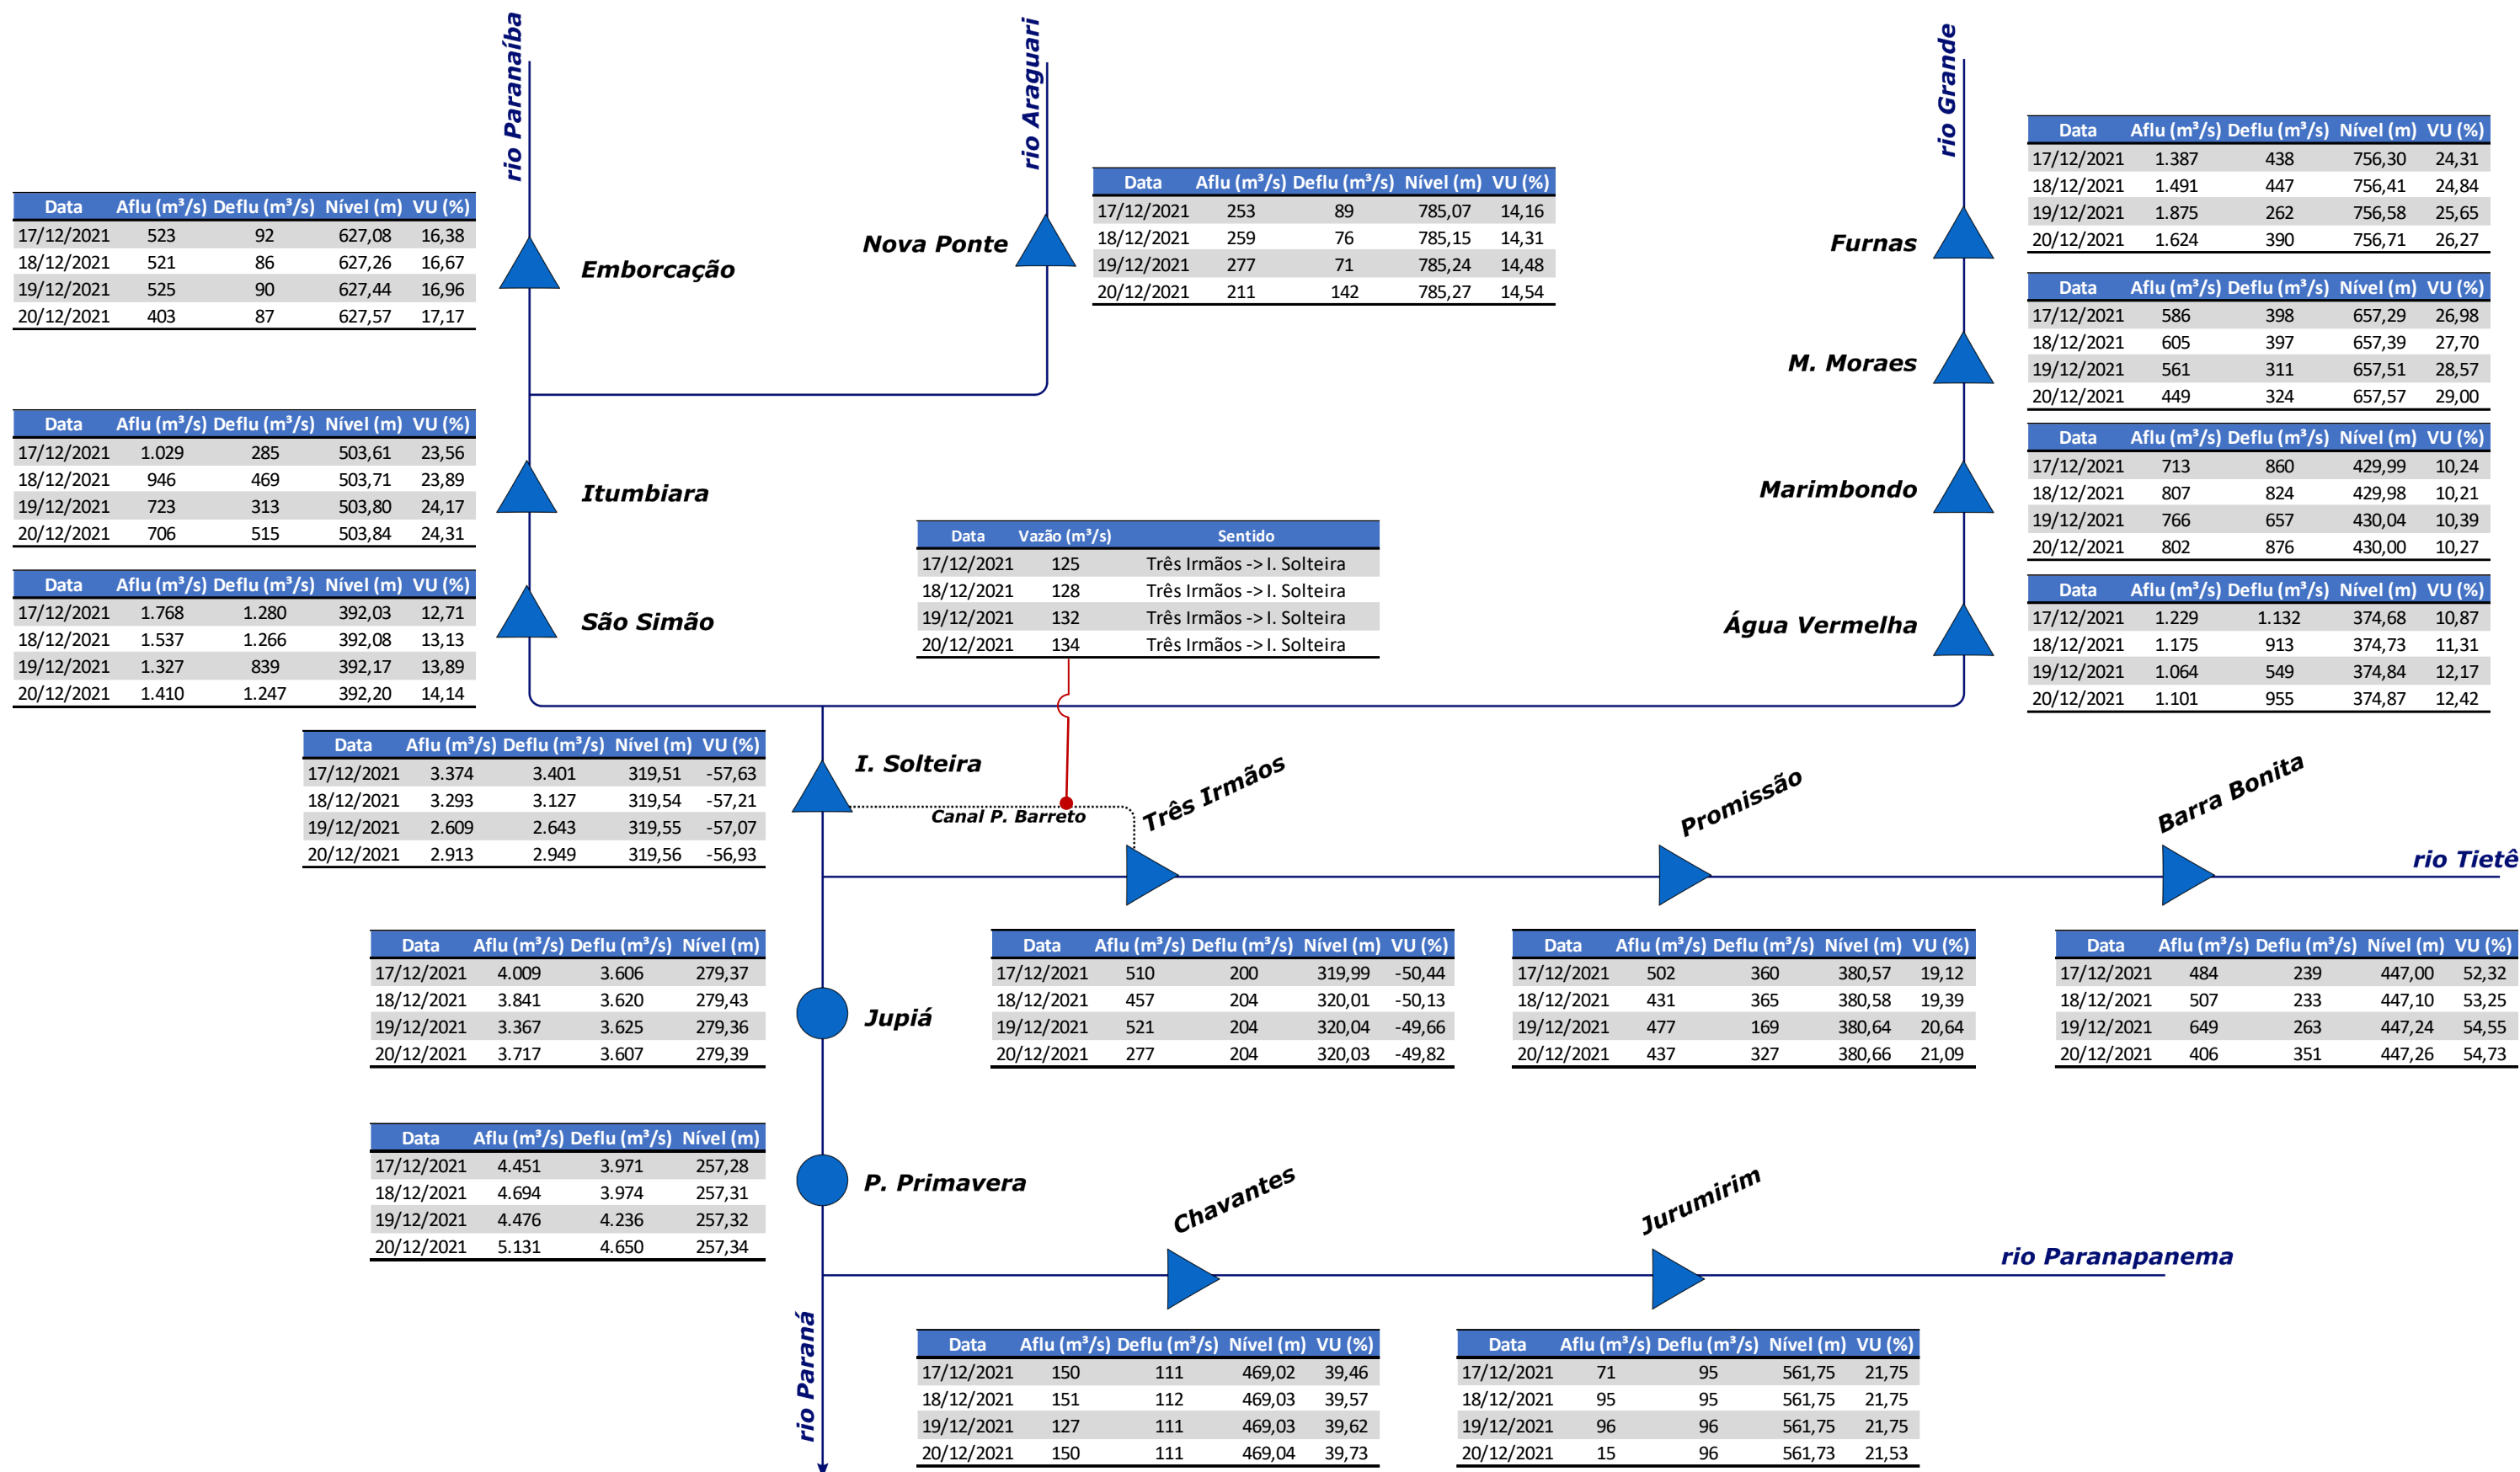 rio Paranaíba
rio Araguari
rio Grande
Data Aflu (m³/s) Deflu (m³/s) Nível (m) VU (%)
17/12/2021 1.387 438 756,30 24,31
18/12/2021 1.491 447 756,41 24,84
19/12/2021 1.875 262 756,58 25,65
20/12/2021 1.624 390 756,71 26,27
Furnas
Data Aflu (m³/s) Deflu (m³/s) Nível (m) VU (%)
17/12/2021 253 89 785,07 14,16
18/12/2021 259 76 785,15 14,31
19/12/2021 277 71 785,24 14,48
20/12/2021 211 142 785,27 14,54
Nova Ponte
Data Aflu (m³/s) Deflu (m³/s) Nível (m) VU (%)
17/12/2021 523 92 627,08 16,38
18/12/2021 521 86 627,26 16,67
19/12/2021 525 90 627,44 16,96
20/12/2021 403 87 627,57 17,17
Emborcação
Data Aflu (m³/s) Deflu (m³/s) Nível (m) VU (%)
17/12/2021 586 398 657,29 26,98
18/12/2021 605 397 657,39 27,70
19/12/2021 561 311 657,51 28,57
20/12/2021 449 324 657,57 29,00
M. Moraes
Data Aflu (m³/s) Deflu (m³/s) Nível (m) VU (%)
17/12/2021 1.029 285 503,61 23,56
18/12/2021 946 469 503,71 23,89
19/12/2021 723 313 503,80 24,17
20/12/2021 706 515 503,84 24,31
Itumbiara
Data Aflu (m³/s) Deflu (m³/s) Nível (m) VU (%)
17/12/2021 713 860 429,99 10,24
18/12/2021 807 824 429,98 10,21
19/12/2021 766 657 430,04 10,39
20/12/2021 802 876 430,00 10,27
Marimbondo
Data Vazão (m³/s) Sentido
17/12/2021 125 Três Irmãos -> I. Solteira
18/12/2021 128 Três Irmãos -> I. Solteira
19/12/2021 132 Três Irmãos -> I. Solteira
20/12/2021 134 Três Irmãos -> I. Solteira
Data Aflu (m³/s) Deflu (m³/s) Nível (m) VU (%)
17/12/2021 1.768 1.280 392,03 12,71
18/12/2021 1.537 1.266 392,08 13,13
19/12/2021 1.327 839 392,17 13,89
20/12/2021 1.410 1.247 392,20 14,14
São Simão
Data Aflu (m³/s) Deflu (m³/s) Nível (m) VU (%)
17/12/2021 1.229 1.132 374,68 10,87
18/12/2021 1.175 913 374,73 11,31
19/12/2021 1.064 549 374,84 12,17
20/12/2021 1.101 955 374,87 12,42
Água Vermelha
Data Aflu (m³/s) Deflu (m³/s) Nível (m) VU (%)
17/12/2021 3.374 3.401 319,51 -57,63
18/12/2021 3.293 3.127 319,54 -57,21
19/12/2021 2.609 2.643 319,55 -57,07
20/12/2021 2.913 2.949 319,56 -56,93
I. Solteira
Canal P. Barreto
Três Irmãos
Promissão
Barra Bonita
rio Tietê
Data Aflu (m³/s) Deflu (m³/s) Nível (m)
17/12/2021 4.009 3.606 279,37
18/12/2021 3.841 3.620 279,43
19/12/2021 3.367 3.625 279,36
20/12/2021 3.717 3.607 279,39
Jupiá
Data Aflu (m³/s) Deflu (m³/s) Nível (m) VU (%)
17/12/2021 510 200 319,99 -50,44
18/12/2021 457 204 320,01 -50,13
19/12/2021 521 204 320,04 -49,66
20/12/2021 277 204 320,03 -49,82
Data Aflu (m³/s) Deflu (m³/s) Nível (m) VU (%)
17/12/2021 502 360 380,57 19,12
18/12/2021 431 365 380,58 19,39
19/12/2021 477 169 380,64 20,64
20/12/2021 437 327 380,66 21,09
Data Aflu (m³/s) Deflu (m³/s) Nível (m) VU (%)
17/12/2021 484 239 447,00 52,32
18/12/2021 507 233 447,10 53,25
19/12/2021 649 263 447,24 54,55
20/12/2021 406 351 447,26 54,73
Data Aflu (m³/s) Deflu (m³/s) Nível (m)
17/12/2021 4.451 3.971 257,28
18/12/2021 4.694 3.974 257,31
19/12/2021 4.476 4.236 257,32
20/12/2021 5.131 4.650 257,34
P. Primavera
Chavantes
Jurumirim
rio Paranapanema
rio Paraná
Data Aflu (m³/s) Deflu (m³/s) Nível (m) VU (%)
17/12/2021 150 111 469,02 39,46
18/12/2021 151 112 469,03 39,57
19/12/2021 127 111 469,03 39,62
20/12/2021 150 111 469,04 39,73
Data Aflu (m³/s) Deflu (m³/s) Nível (m) VU (%)
17/12/2021 71 95 561,75 21,75
18/12/2021 95 95 561,75 21,75
19/12/2021 96 96 561,75 21,75
20/12/2021 15 96 561,73 21,53